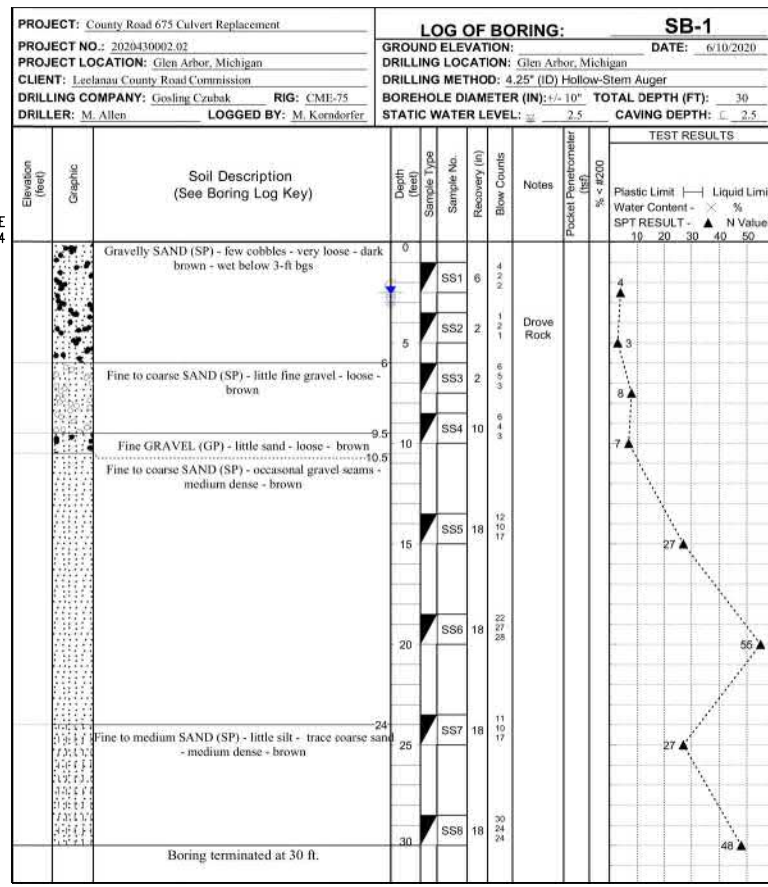 PROJECT: County Road 675 Culvert Replacement
LOG OF BORING: SB-1
PROJECT NO.: 2020430002.02
GROUND ELEVATION: DATE: 6/10/2020
PROJECT LOCATION: Glen Arbor, Michigan
DRILLING LOCATION: Glen Arbor, Michigan
CLIENT: Leelanau County Road Commission
DRILLING METHOD: 4.25" (ID) Hollow-Stem Auger
DRILLING COMPANY: Gosling Czubak RIG: CME-75
BOREHOLE DIAMETER (IN): +/- 10" TOTAL DEPTH (FT): 30
DRILLER: M. Allen LOGGED BY: M. Korndorfer
STATIC WATER LEVEL: 2.5 CAVING DEPTH: 2.5
Elevation (feet)
Graphic
Soil Description
(See Boring Log Key)
Depth (feet)
Sample Type
Sample No.
Recovery (in)
Blow Counts
Notes
Pocket Penetrometer (tsf)
% < #200
TEST RESULTS
Plastic Limit Liquid Limi
Water Content - %
SPT RESULT - N Value
10 20 30 40 50
E
4
0
Gravelly SAND (SP) - few cobbles - very loose - dark
brown - wet below 3-ft bgs
SS1 6
4
2
2
4
SS2 2
1
2
1
Drove
Rock
3
5
6
Fine to coarse SAND (SP) - little fine gravel - loose -
brown
SS3 2
6
5
3
8
9.5
SS4 10
6
4
3
7
10
Fine GRAVEL (GP) - little sand - loose - brown
10.5
Fine to coarse SAND (SP) - occasonal gravel seams -
medium dense - brown
SS5 18
12
10
17
27
15
SS6 18
22
27
28
55
20
24
Fine to medium SAND (SP) - little silt - trace coarse sand
- medium dense - brown
SS7 18
11
10
17
27
25
SS8 18
30
24
24
48
30
Boring terminated at 30 ft.